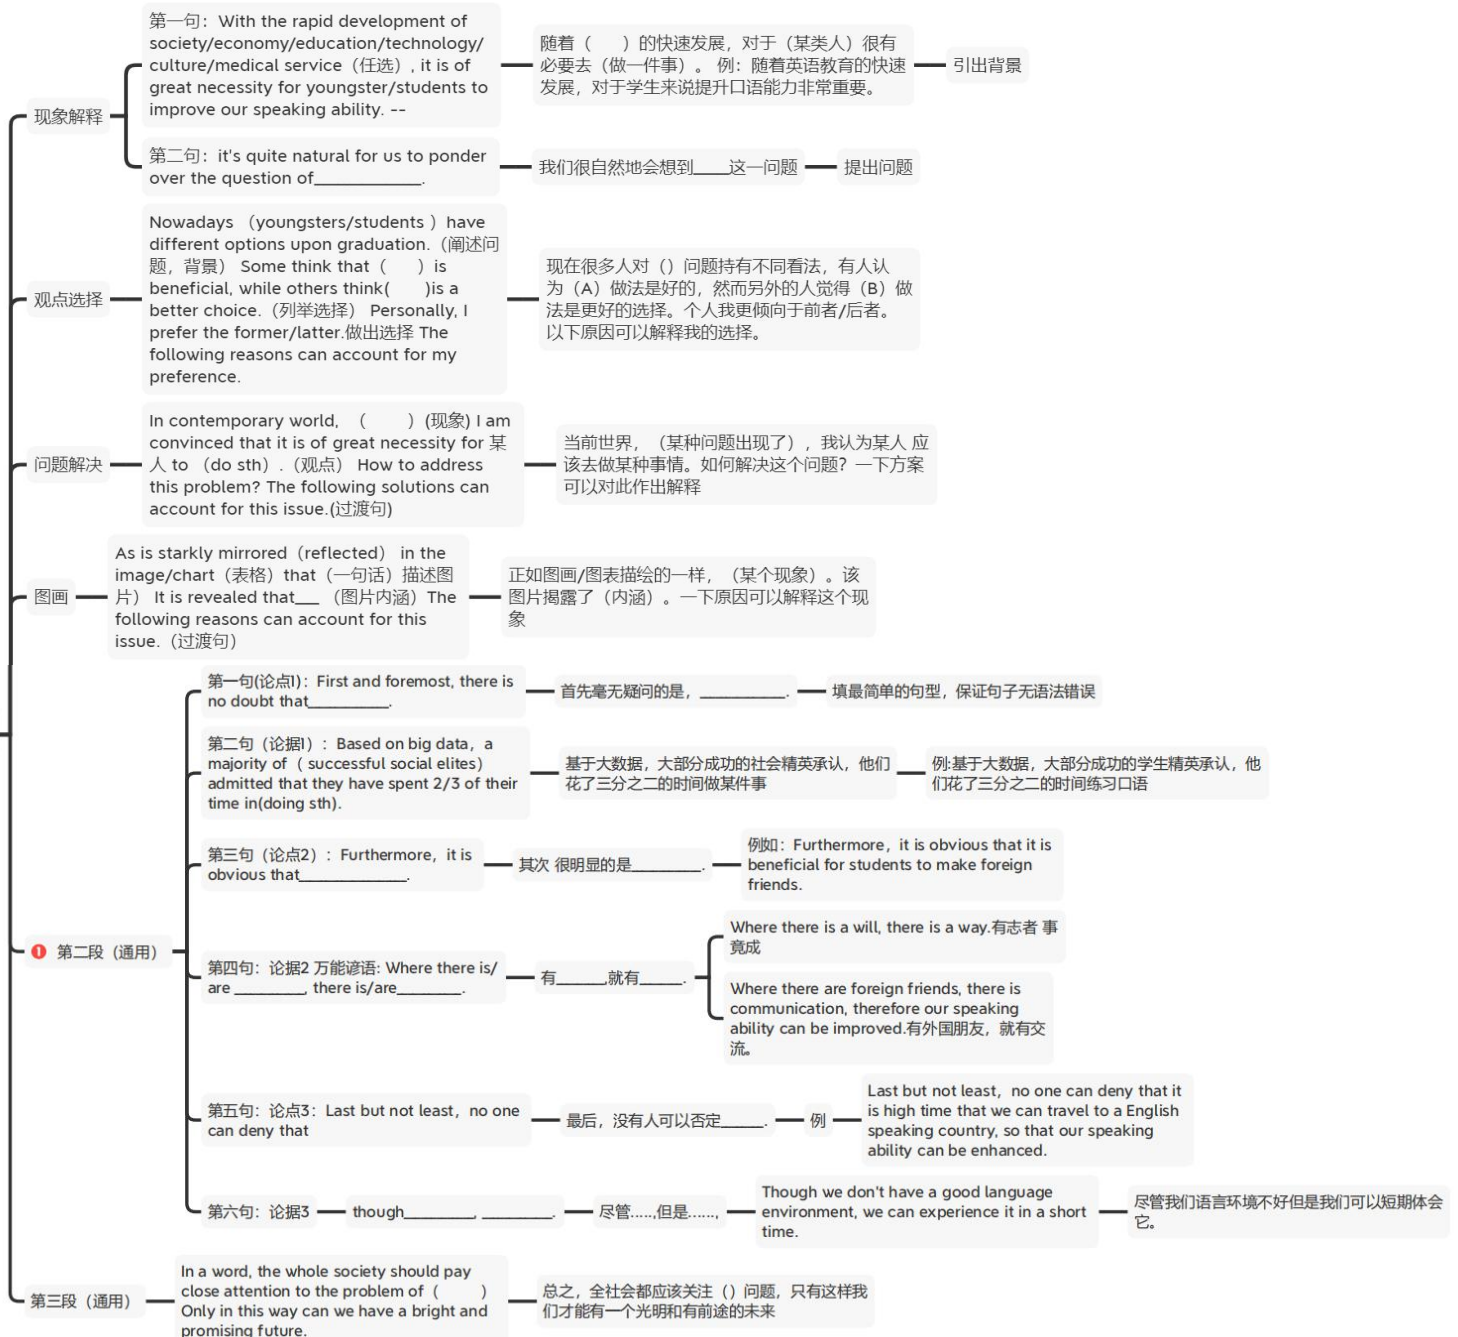 现象解释
第一句：With the rapid development of
society/economy/education/technology/
culture/medical service（任选）, it is of
great necessity for youngster/students to
improve our speaking ability. --
随着（　　）的快速发展，对于（某类人）很有
必要去（做一件事）。 例：随着英语教育的快速
发展，对于学生来说提升口语能力非常重要。
引出背景
第二句：it's quite natural for us to ponder
over the question of____________.
我们很自然地会想到____这一问题
提出问题
观点选择
Nowadays （youngsters/students ）have
different options upon graduation.（阐述问
题，背景） Some think that（　　）is
beneficial, while others think(　　)is a
better choice.（列举选择） Personally, I
prefer the former/latter.做出选择 The
following reasons can account for my
preference.
现在很多人对（）问题持有不同看法，有人认
为（A）做法是好的，然而另外的人觉得（B）做
法是更好的选择。个人我更倾向于前者/后者。
以下原因可以解释我的选择。
问题解决
In contemporary world, （　　）(现象) I am
convinced that it is of great necessity for 某
人 to （do sth）.（观点） How to address
this problem? The following solutions can
account for this issue.(过渡句)
当前世界，（某种问题出现了），我认为某人 应
该去做某种事情。如何解决这个问题？一下方案
可以对此作出解释
图画
As is starkly mirrored（reflected） in the
image/chart（表格）that（一句话）描述图
片） It is revealed that___ （图片内涵）The
following reasons can account for this
issue.（过渡句）
正如图画/图表描绘的一样，（某个现象）。该
图片揭露了（内涵）。一下原因可以解释这个现
象
1 第二段（通用）
第一句(论点1)：First and foremost, there is
no doubt that__________.
首先毫无疑问的是，__________.
填最简单的句型，保证句子无语法错误
第二句（论据1）：Based on big data，a
majority of（ successful social elites）
admitted that they have spent 2/3 of their
time in(doing sth).
基于大数据，大部分成功的社会精英承认，他们
花了三分之二的时间做某件事
例:基于大数据，大部分成功的学生精英承认，他
们花了三分之二的时间练习口语
第三句（论点2）：Furthermore，it is
obvious that_____________.
其次 很明显的是________.
例如：Furthermore，it is obvious that it is
beneficial for students to make foreign
friends.
第四句：论据2 万能谚语: Where there is/
are ________, there is/are________.
有______,就有_____.
Where there is a will, there is a way.有志者 事
竟成
Where there are foreign friends, there is
communication, therefore our speaking
ability can be improved.有外国朋友，就有交
流。
第五句：论点3：Last but not least，no one
can deny that
最后，没有人可以否定_____.
例
Last but not least，no one can deny that it
is high time that we can travel to a English
speaking country, so that our speaking
ability can be enhanced.
第六句：论据3
though________, ________.
尽管.....,但是......,
Though we don't have a good language
environment, we can experience it in a short
time.
尽管我们语言环境不好但是我们可以短期体会
它。
第三段（通用）
In a word, the whole society should pay
close attention to the problem of（　　）
Only in this way can we have a bright and
promising future.
总之，全社会都应该关注（）问题，只有这样我
们才能有一个光明和有前途的未来